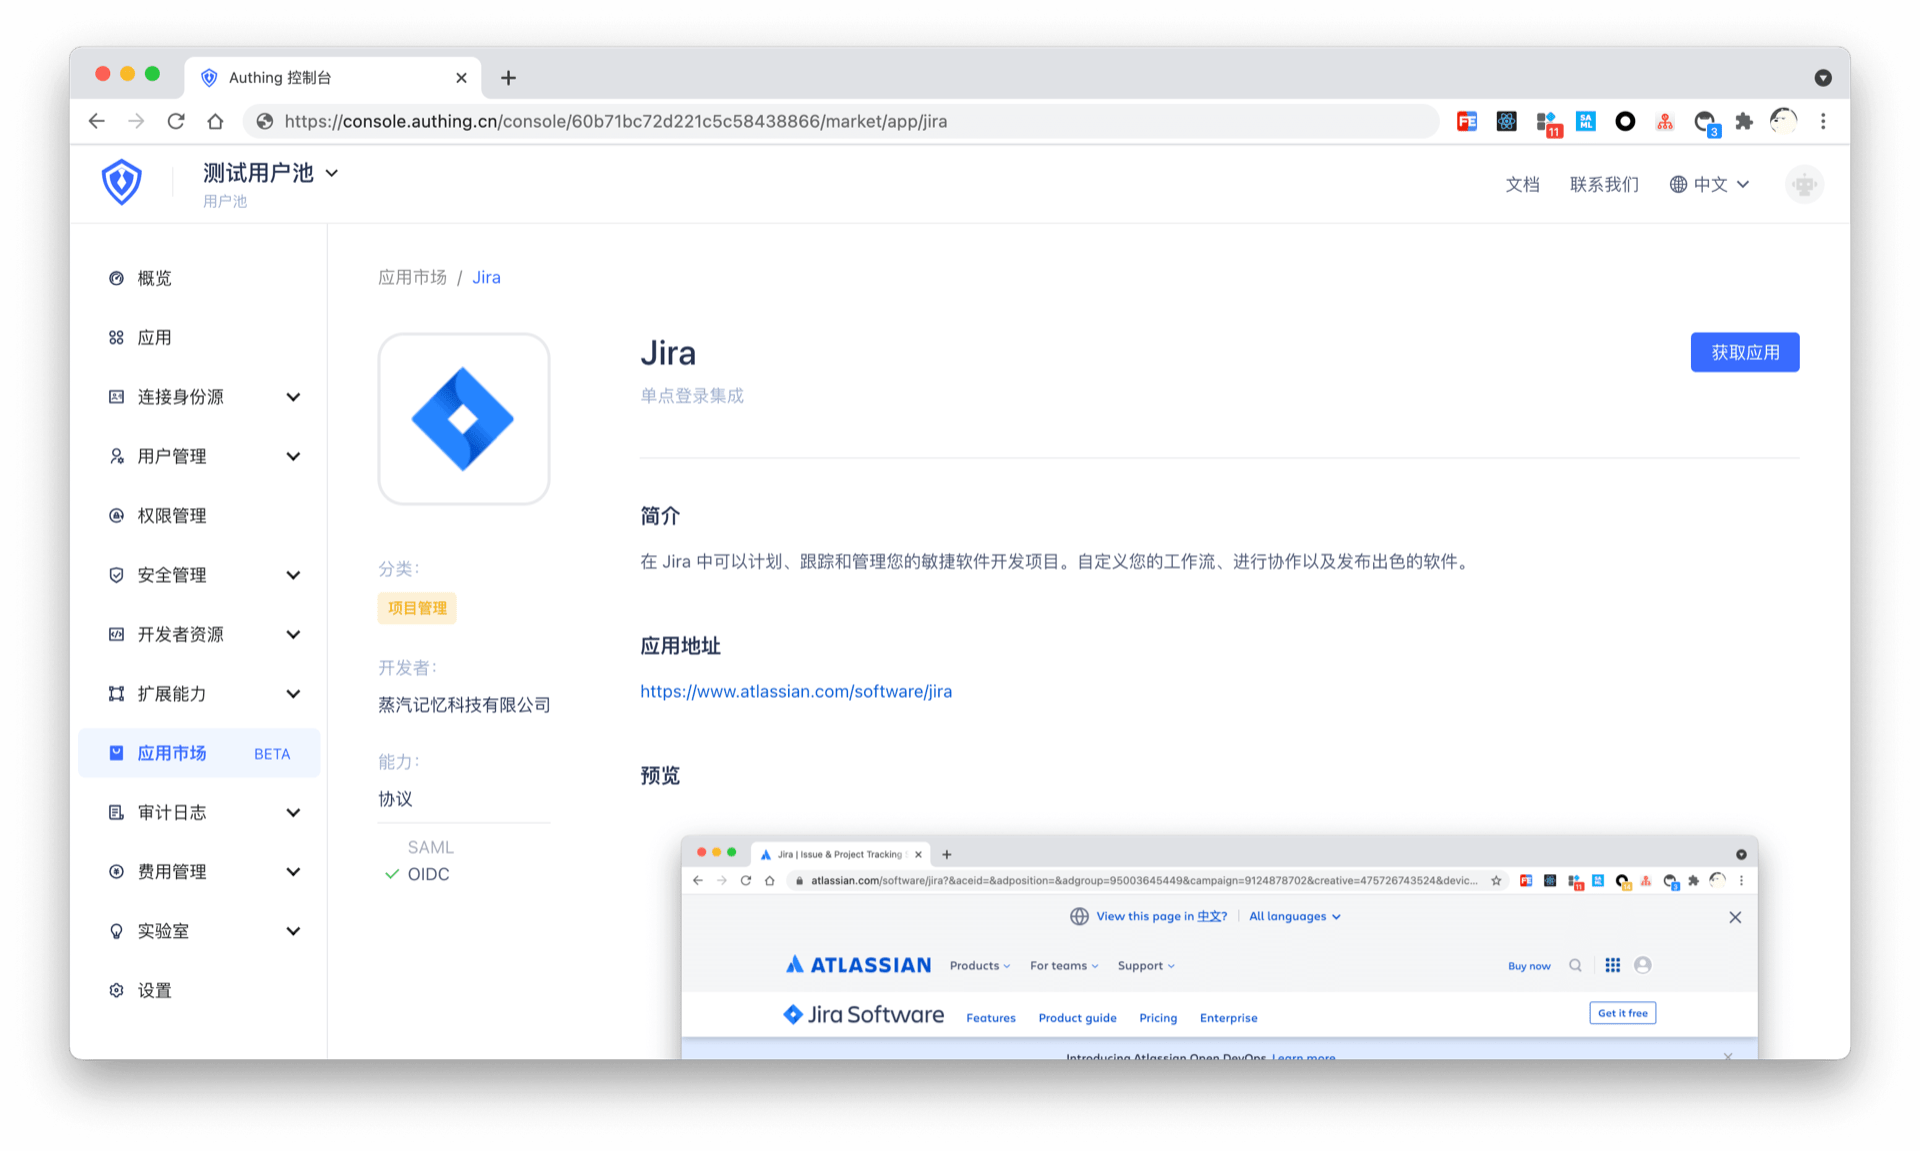 Authing 控制台
https://console.authing.cn/console/60b71bc72d221c5c58438866/market/app/jira
FE
11
SA
ML
3
测试用户池
用户池
文档
联系我们
中文
概览
应用
连接身份源
用户管理
权限管理
安全管理
开发者资源
扩展能力
应用市场 BETA
审计日志
费用管理
实验室
设置
应用市场 / Jira
分类:
项目管理
开发者:
蒸汽记忆科技有限公司
能力:
协议
SAML
OIDC
Jira
单点登录集成
获取应用
简介
在 Jira 中可以计划、跟踪和管理您的敏捷软件开发项目。自定义您的工作流、进行协作以及发布出色的软件。
应用地址
https://www.atlassian.com/software/jira
预览
Jira | Issue & Project Tracking
atlassian.com/software/jira?&aceid=&adposition=&adgroup=95003645449&campaign=9124878702&creative=475726743524&devic...
View this page in 中文? All languages
ATLASSIAN Products For teams Support Buy now
Jira Software Features Product guide Pricing Enterprise Get it free
Introducing Atlassian Open DevOps Learn more